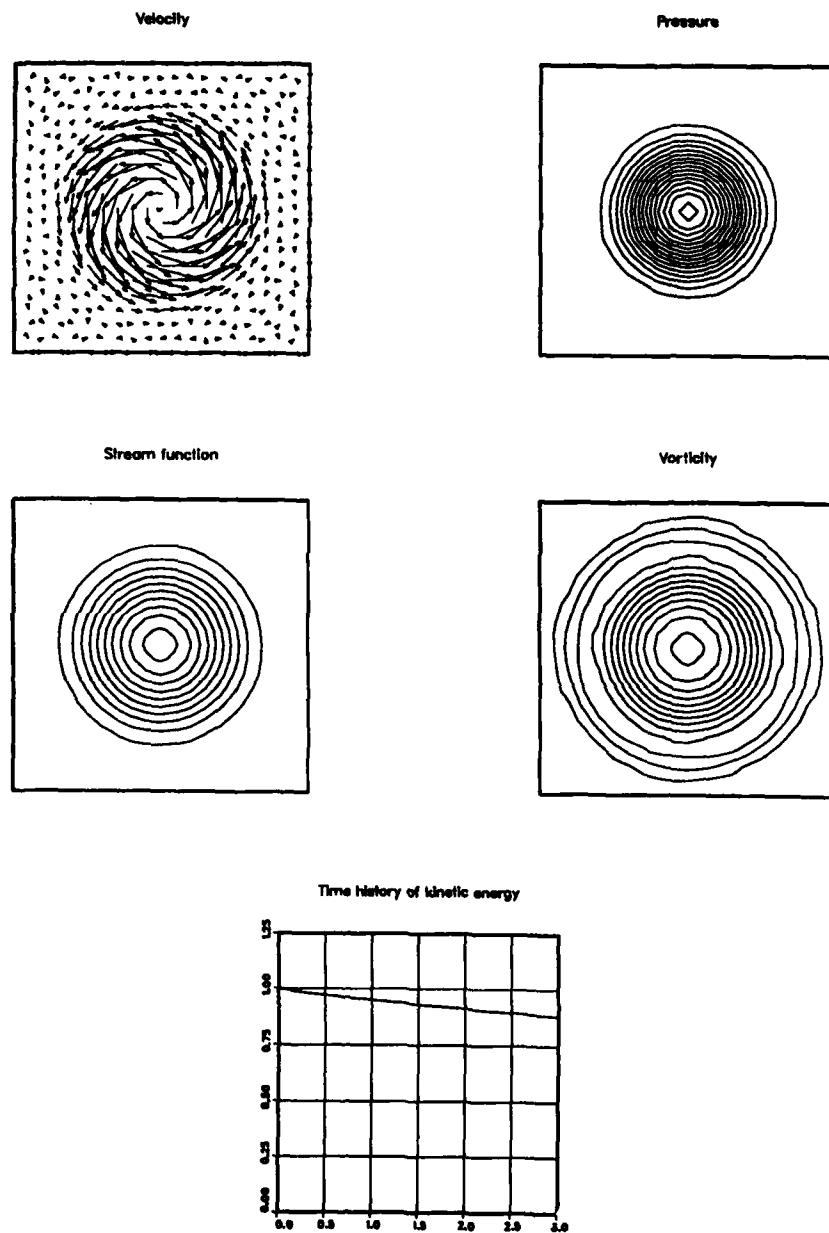 Velocity
Pressure
Stream function
Vorticity
Time history of kinetic energy
1.25
1.00
0.75
0.50
0.25
0.00
0.0 0.5 1.0 1.5 2.0 2.5 3.0